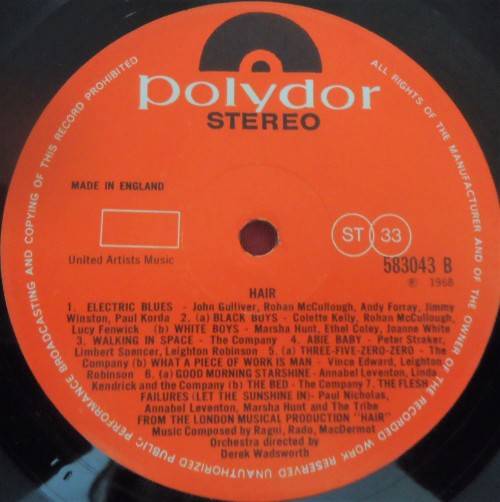 polydor
STEREO
MADE IN ENGLAND
ST 33
United Artists Music
583043 B
℗ 1968
HAIR
1. ELECTRIC BLUES - John Gulliver, Rohan McCullough, Andy Forray, Jimmy
Winston, Paul Korda 2. (a) BLACK BOYS - Colette Kelly, Rohan McCullough,
Lucy Fenwick (b) WHITE BOYS - Marsha Hunt, Ethel Coley, Joanne White
3. WALKING IN SPACE - The Company 4. ABIE BABY - Peter Straker,
Limbert Spencer, Leighton Robinson 5. (a) THREE-FIVE-ZERO-ZERO - The
Company (b) WHAT A PIECE OF WORK IS MAN - Vince Edward, Leighton
Robinson 6. (a) GOOD MORNING STARSHINE - Annabel Leventon, Linda
Kendrick and the Company (b) THE BED - The Company 7. THE FLESH
FAILURES (LET THE SUNSHINE IN)- Paul Nicholas,
Annabel Leventon, Marsha Hunt and The Tribe
FROM THE LONDON MUSICAL PRODUCTION "HAIR"
Music Composed by Ragni, Rado, MacDermot
Orchestra directed by
Derek Wadsworth
ALL RIGHTS OF THE MANUFACTURER AND OF THE OWNER OF THE RECORDED WORK RESERVED UNAUTHORIZED PUBLIC PERFORMANCE BROADCASTING AND COPYING OF THIS RECORD PROHIBITED